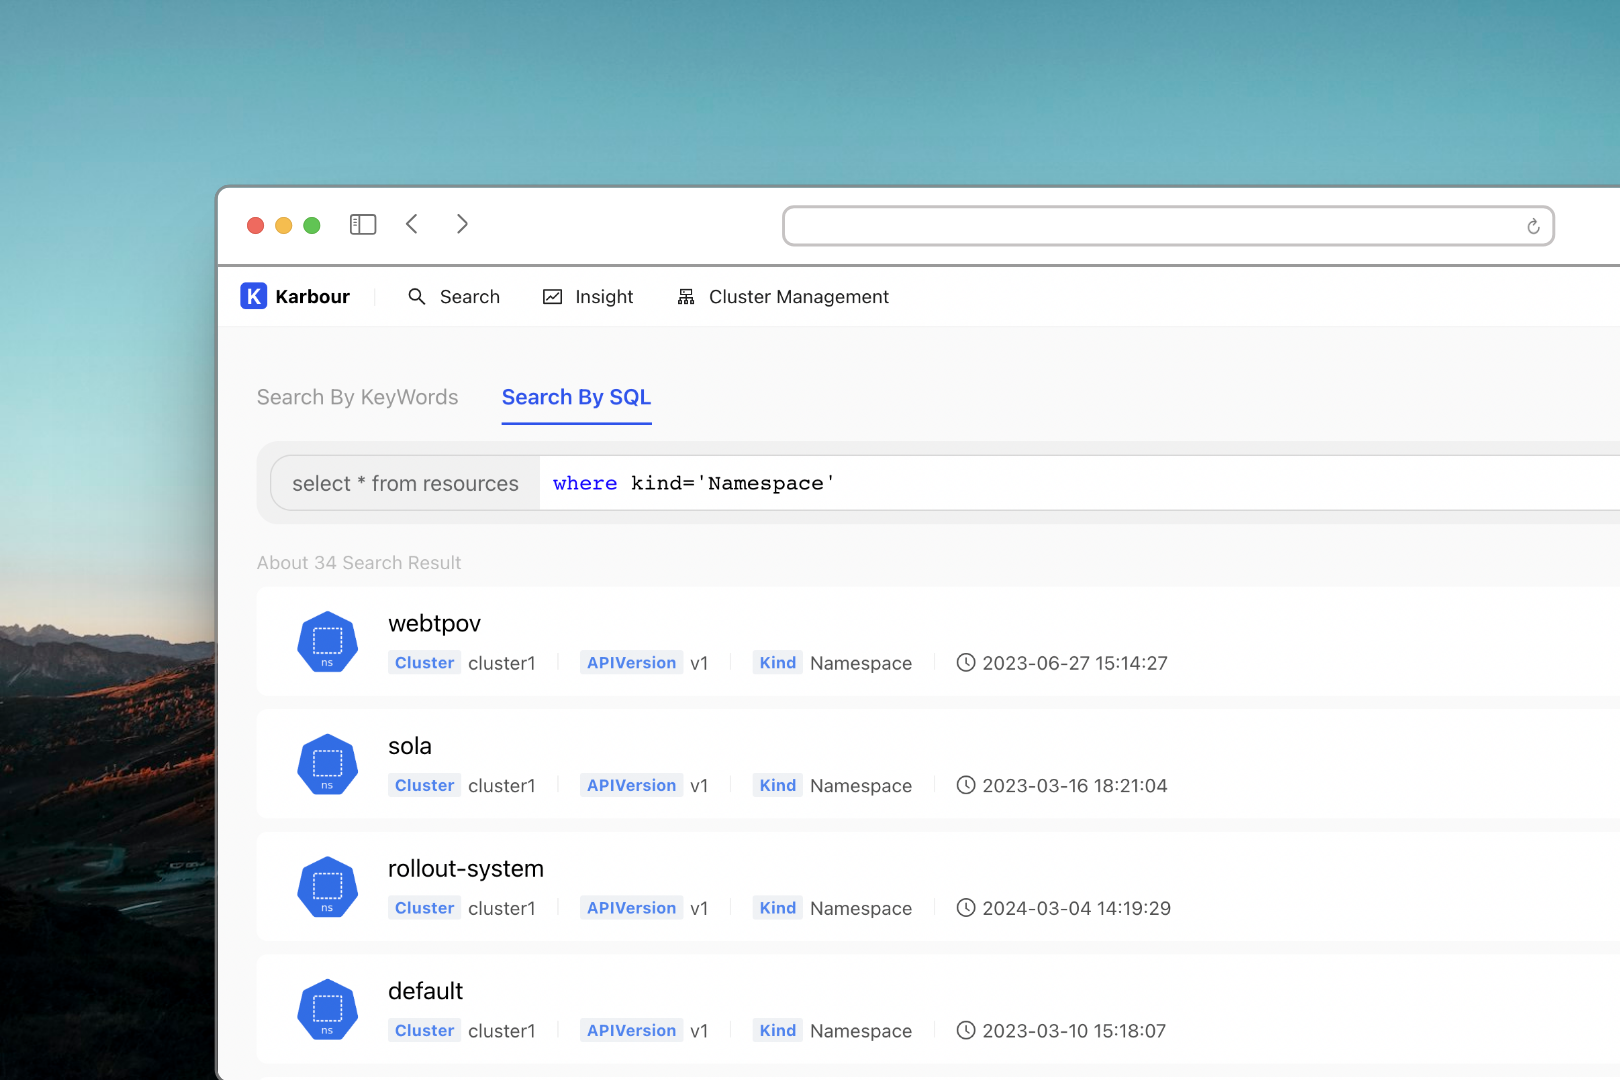 K Karbour Search Insight Cluster Management
Search By KeyWords Search By SQL
select * from resources where kind='Namespace'
About 34 Search Result
webtpov
ns Cluster cluster1 APIVersion v1 Kind Namespace 2023-06-27 15:14:27
sola
ns Cluster cluster1 APIVersion v1 Kind Namespace 2023-03-16 18:21:04
rollout-system
ns Cluster cluster1 APIVersion v1 Kind Namespace 2024-03-04 14:19:29
default
ns Cluster cluster1 APIVersion v1 Kind Namespace 2023-03-10 15:18:07